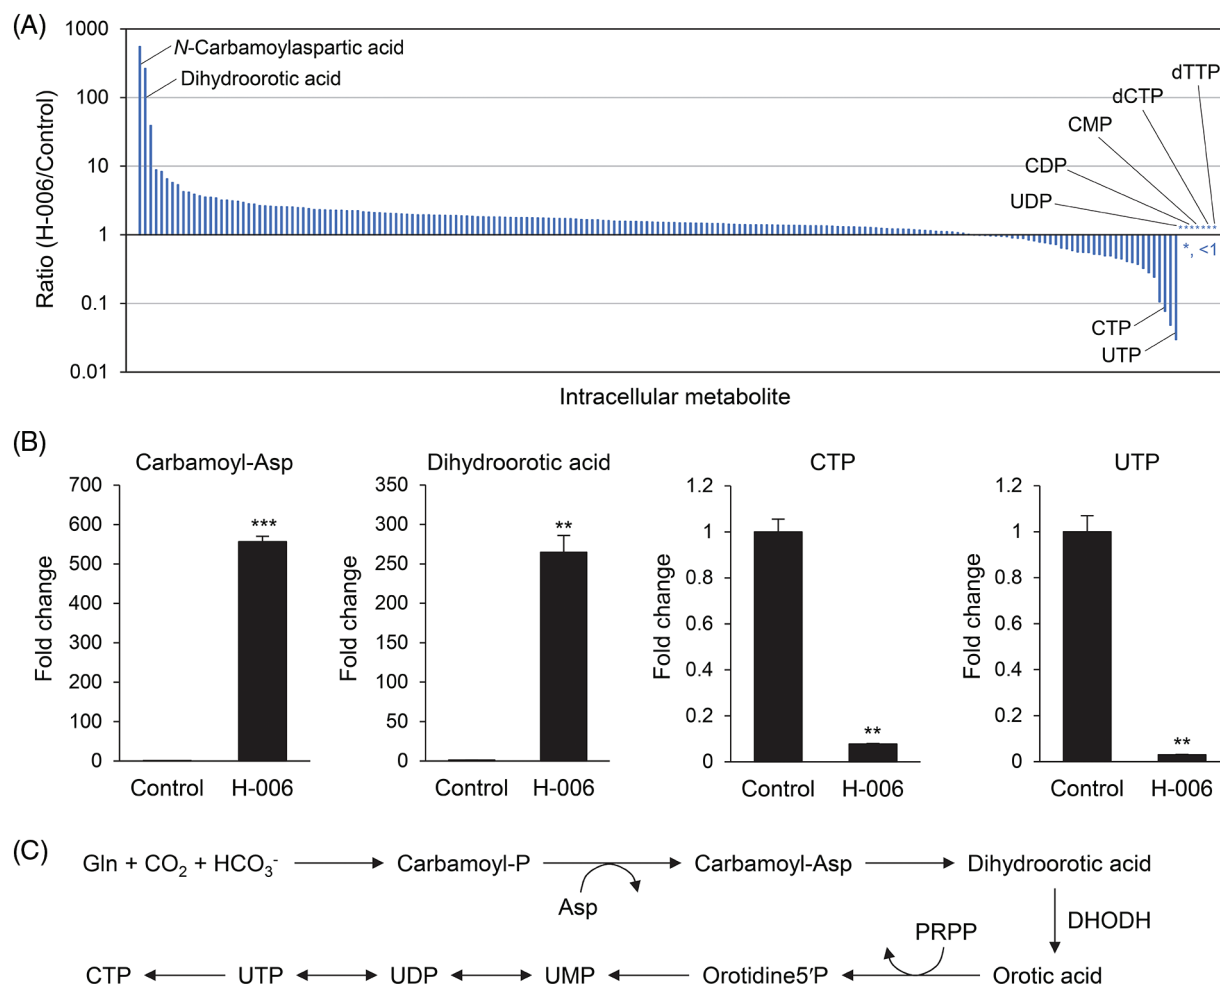 (A)
Ratio (H-006/Control)
1000
100
10
1
0.1
0.01
N-Carbamoylaspartic acid
Dihydroorotic acid
dTTP
dCTP
CMP
CDP
UDP
*******
*, <1
CTP
UTP
Intracellular metabolite
(B)
Carbamoyl-Asp
Fold change
700
600
500
400
300
200
100
0
***
Control H-006
Dihydroorotic acid
Fold change
350
300
250
200
150
100
50
0
**
Control H-006
CTP
Fold change
1.2
1
0.8
0.6
0.4
0.2
0
**
Control H-006
UTP
Fold change
1.2
1
0.8
0.6
0.4
0.2
0
**
Control H-006
(C)
Gln + CO₂ + HCO₃⁻ Carbamoyl-P Carbamoyl-Asp Dihydroorotic acid
Asp
DHODH
PRPP
CTP UTP UDP UMP Orotidine5′P Orotic acid